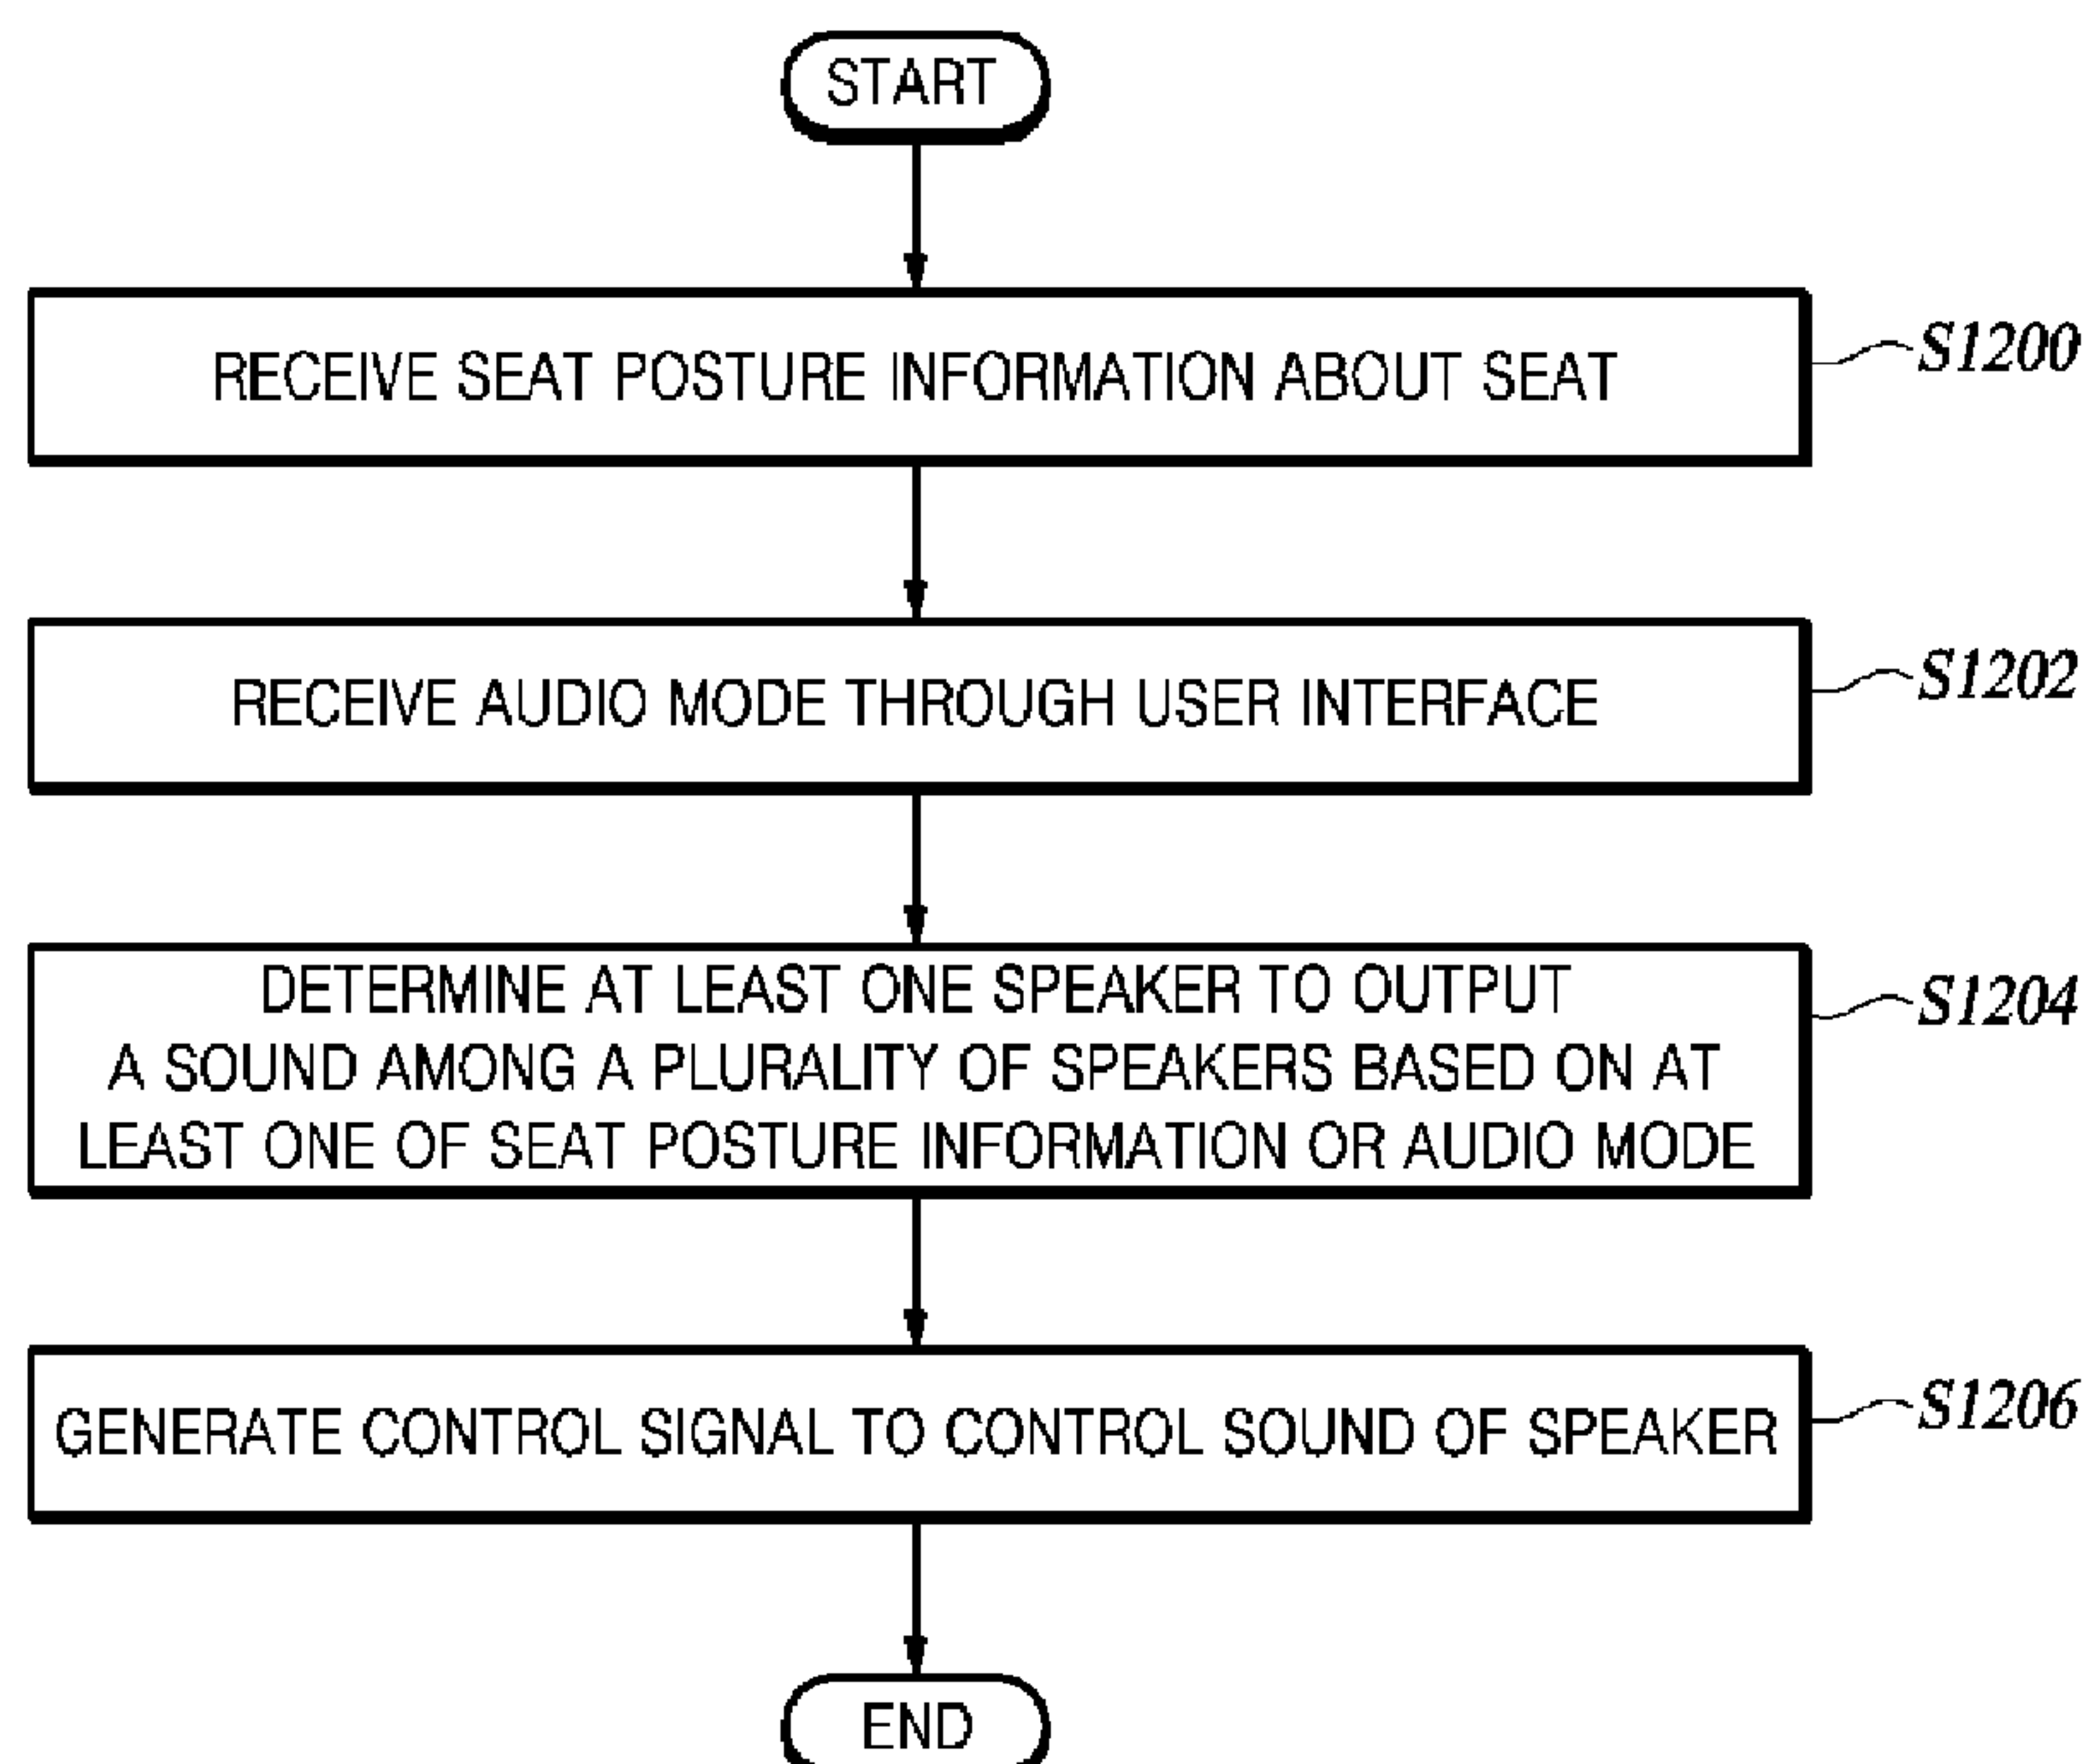 START
RECEIVE SEAT POSTURE INFORMATION ABOUT SEAT
S1200
RECEIVE AUDIO MODE THROUGH USER INTERFACE
S1202
DETERMINE AT LEAST ONE SPEAKER TO OUTPUT
A SOUND AMONG A PLURALITY OF SPEAKERS BASED ON AT
LEAST ONE OF SEAT POSTURE INFORMATION OR AUDIO MODE
S1204
GENERATE CONTROL SIGNAL TO CONTROL SOUND OF SPEAKER
S1206
END